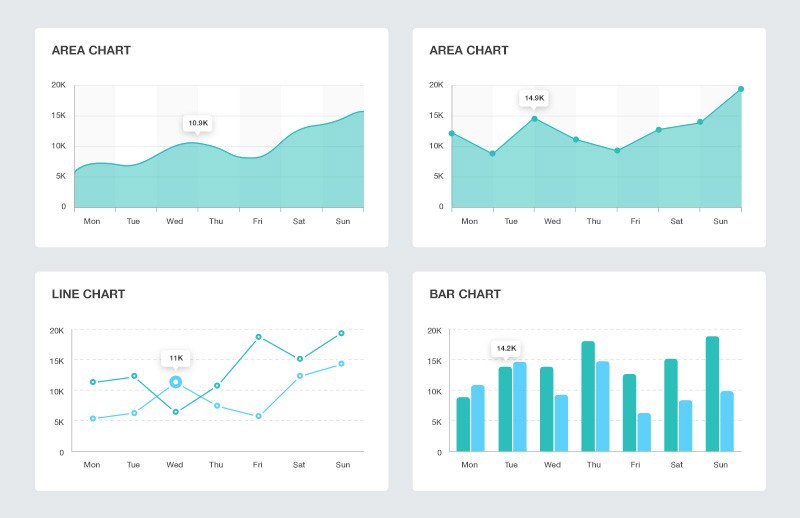 AREA CHART
20K
15K
10K
5K
0
10.9K
Mon Tue Wed Thu Fri Sat Sun
AREA CHART
20K
15K
10K
5K
0
14.9K
Mon Tue Wed Thu Fri Sat Sun
LINE CHART
20K
15K
10K
5K
0
11K
Mon Tue Wed Thu Fri Sat Sun
BAR CHART
20K
15K
10K
5K
0
14.2K
Mon Tue Wed Thu Fri Sat Sun